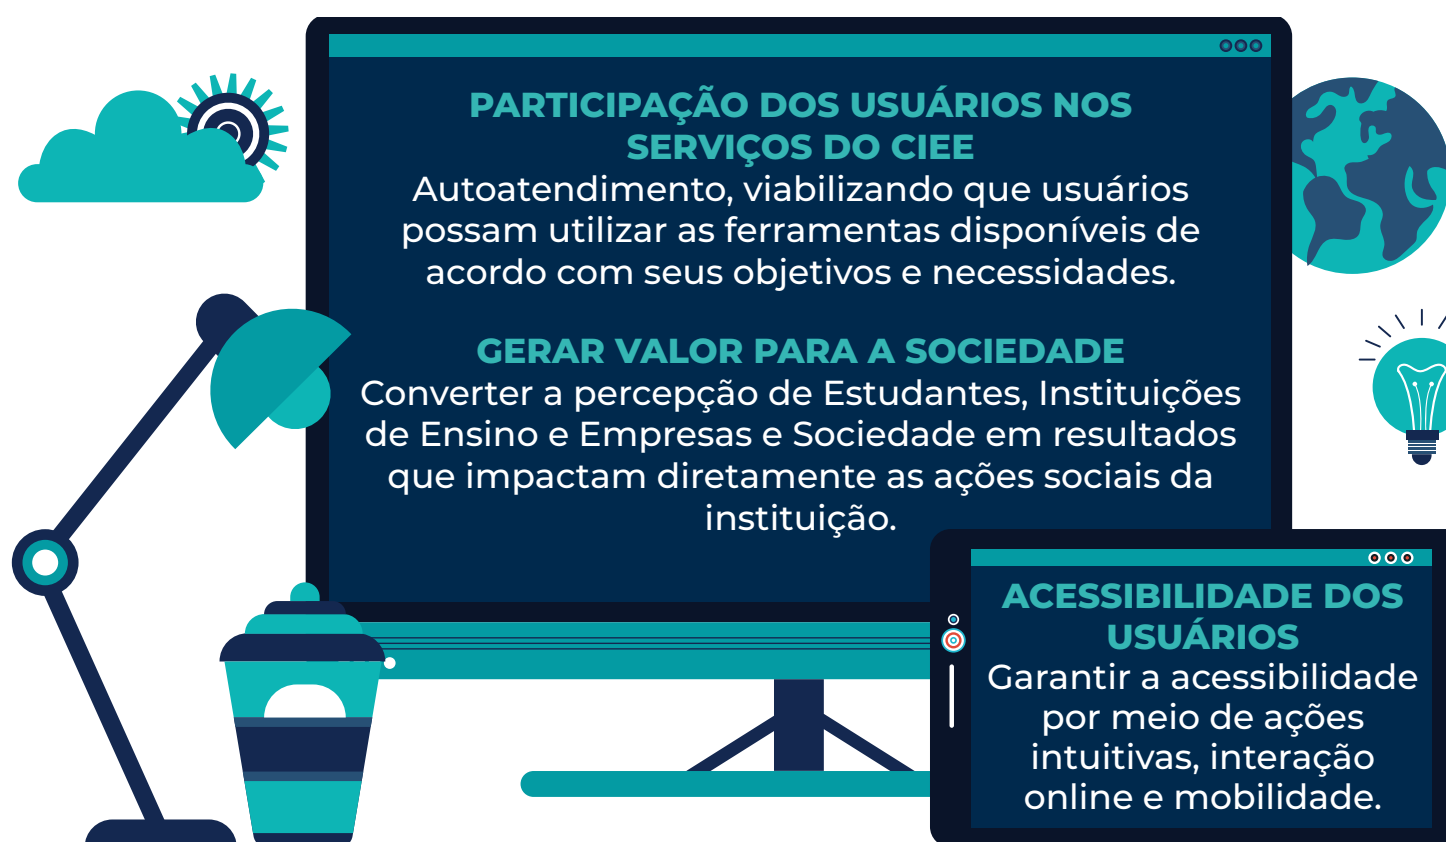 PARTICIPAÇÃO DOS USUÁRIOS NOS
SERVIÇOS DO CIEE
Autoatendimento, viabilizando que usuários
possam utilizar as ferramentas disponíveis de
acordo com seus objetivos e necessidades.
GERAR VALOR PARA A SOCIEDADE
Converter a percepção de Estudantes, Instituições
de Ensino e Empresas e Sociedade em resultados
que impactam diretamente as ações sociais da
instituição.
ACESSIBILIDADE DOS
USUÁRIOS
Garantir a acessibilidade
por meio de ações
intuitivas, interação
online e mobilidade.